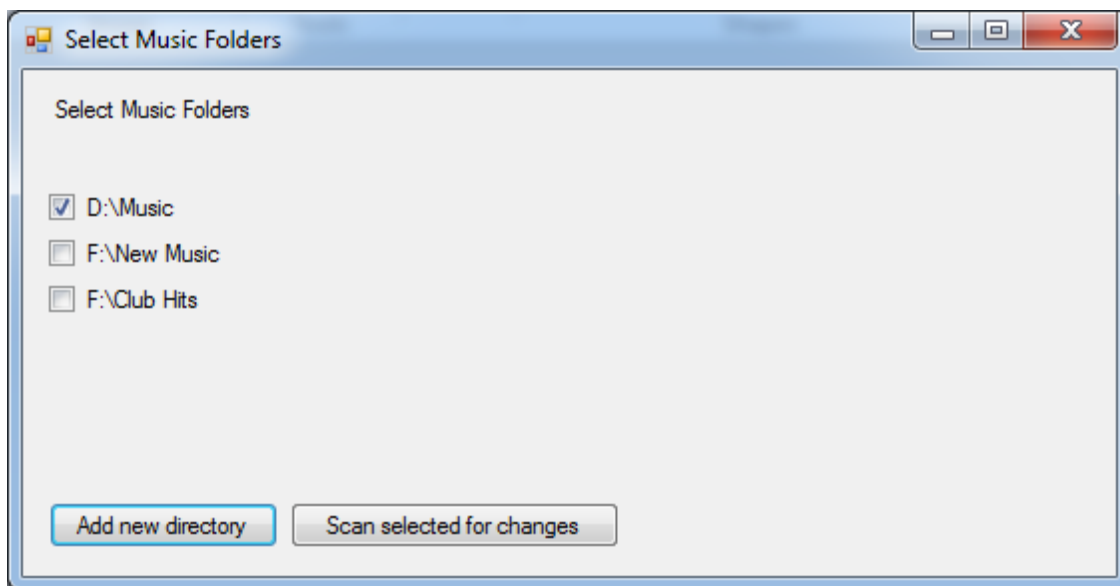 Select Music Folders
Select Music Folders
D:\Music
F:\New Music
F:\Club Hits
Add new directory
Scan selected for changes